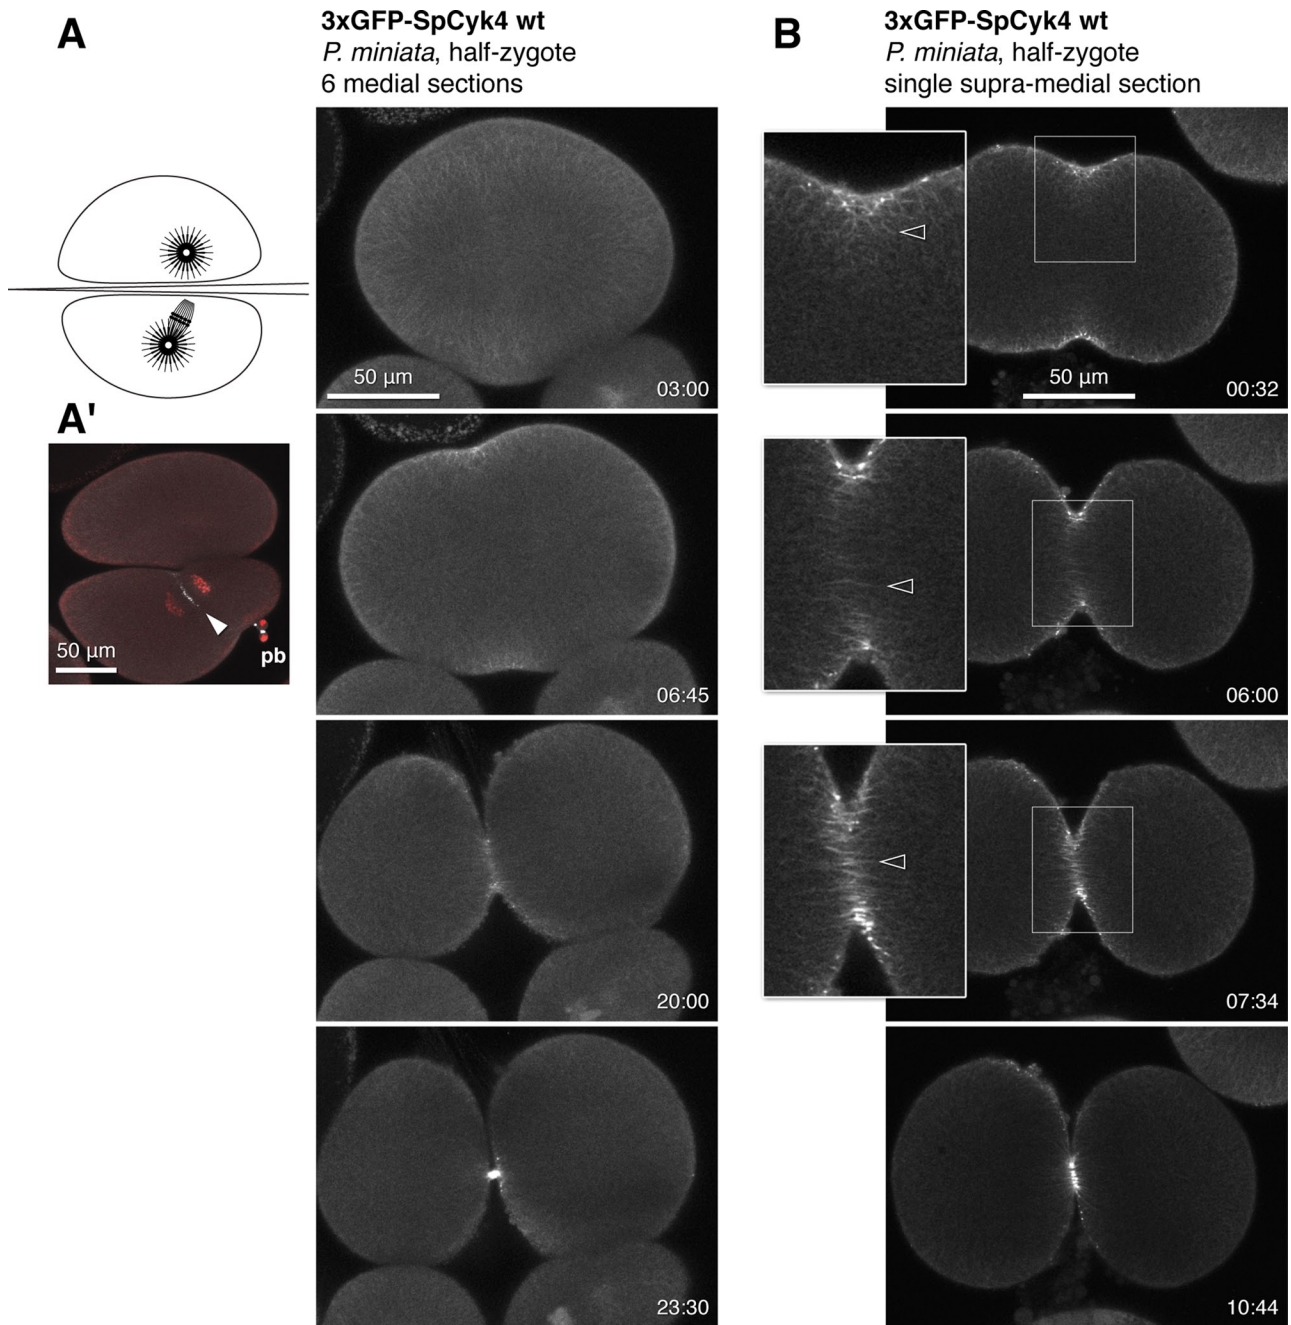 A
3xGFP-SpCyk4 wt
P. miniata, half-zygote
6 medial sections
50 µm
03:00
A'
50 µm
pb
06:45
20:00
23:30
B
3xGFP-SpCyk4 wt
P. miniata, half-zygote
single supra-medial section
50 µm
00:32
06:00
07:34
10:44